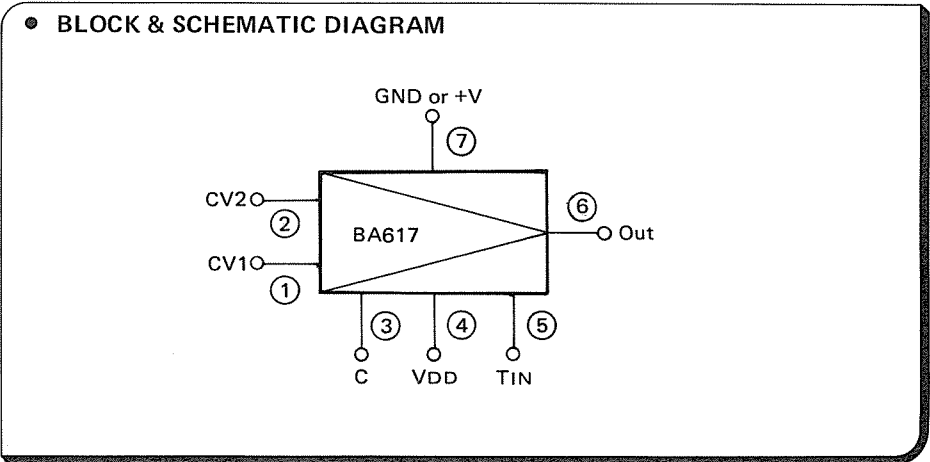 ● BLOCK & SCHEMATIC DIAGRAM
GND or +V
⑦
CV2
②
BA617
⑥
Out
CV1
①
③
④
⑤
C
VDD
TIN